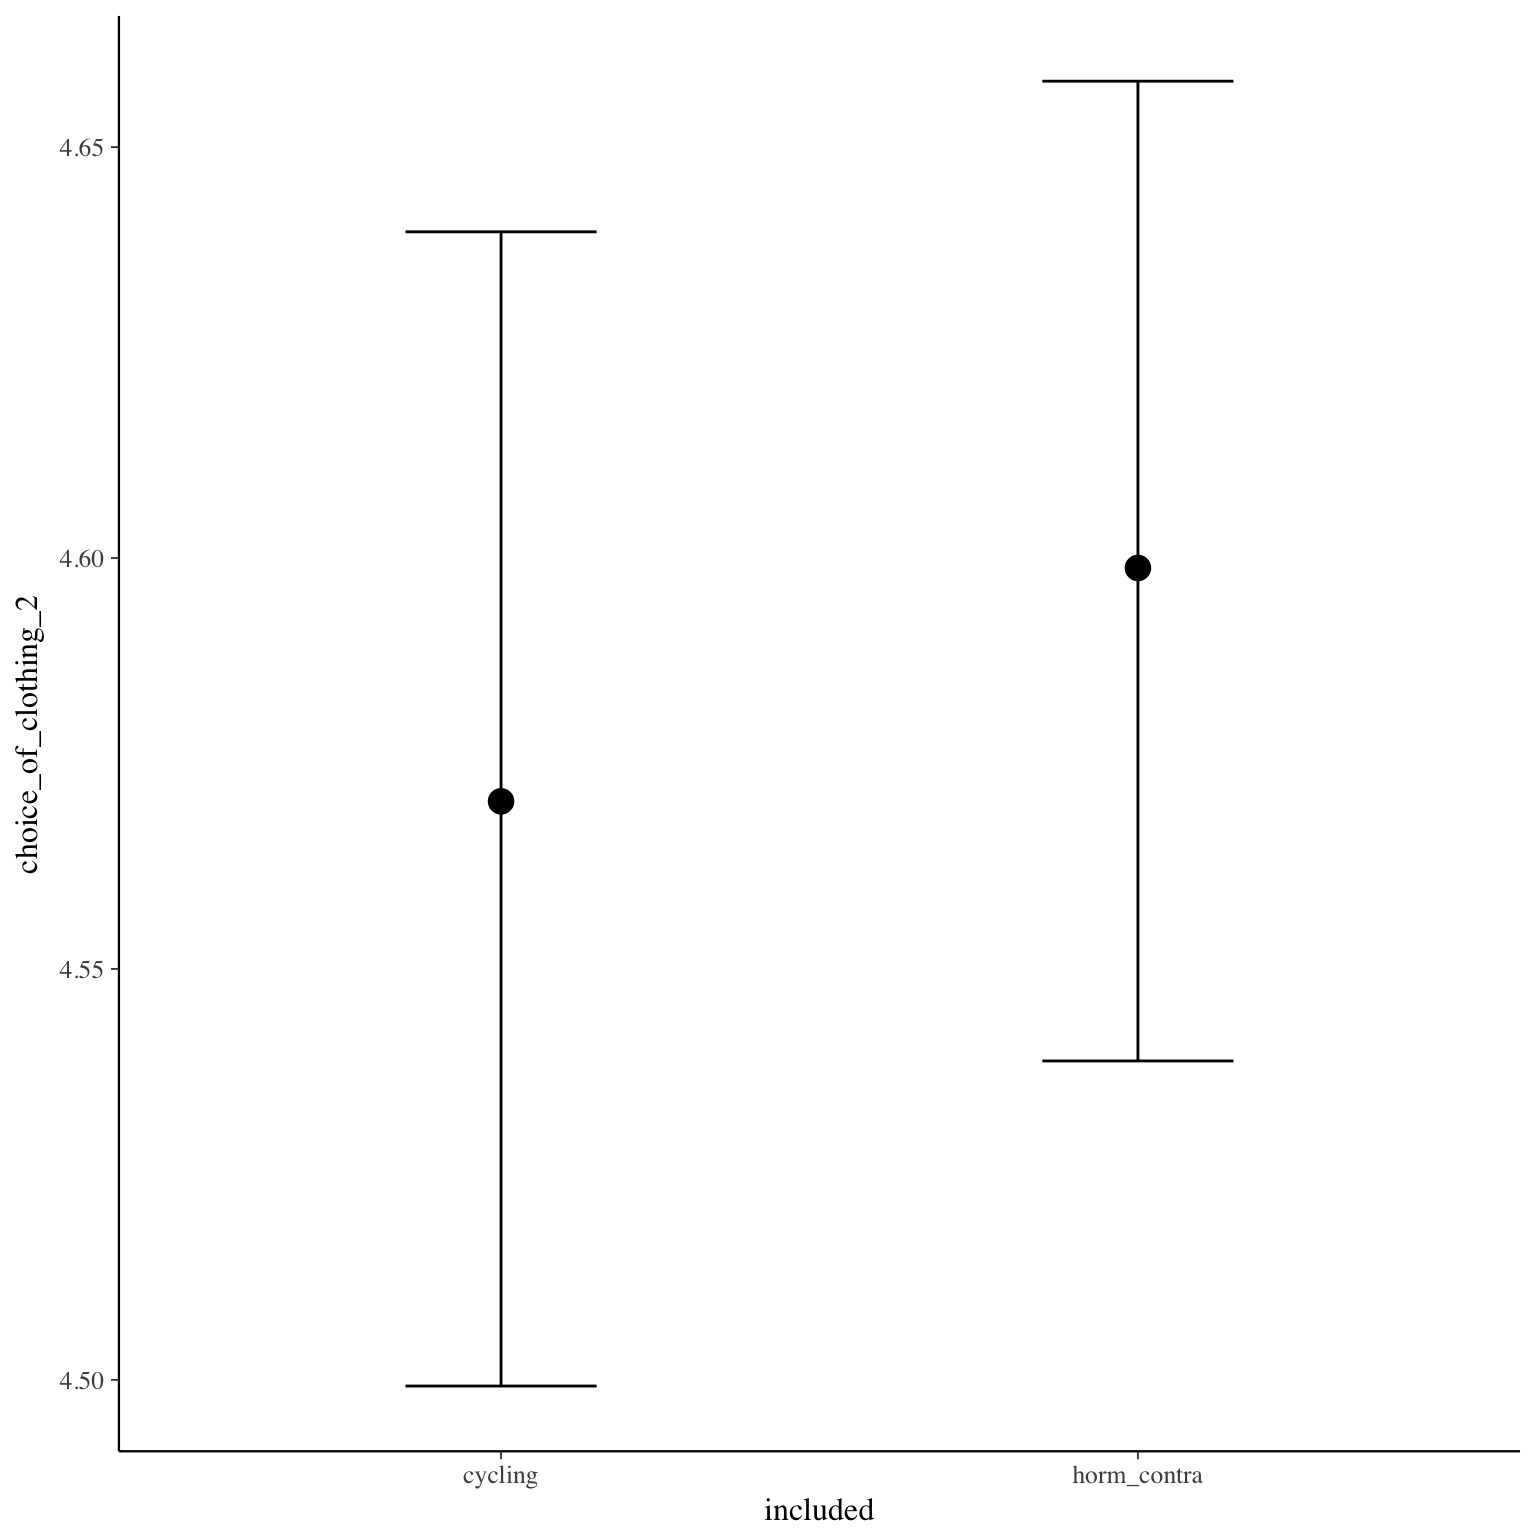 choice_of_clothing_2
4.65
4.60
4.55
4.50
cycling
horm_contra
included